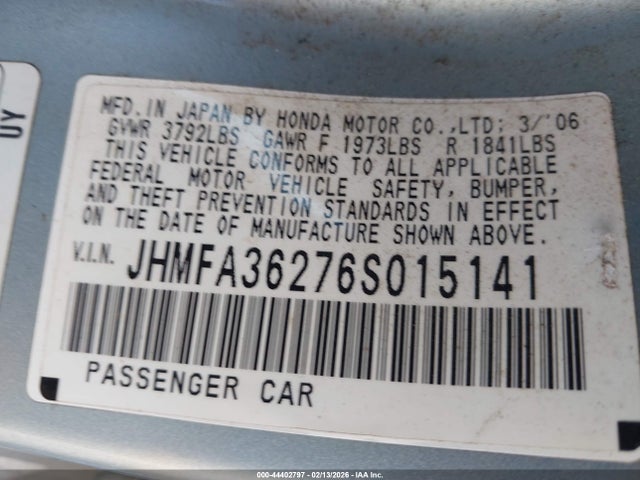 UY
MFD. IN JAPAN BY HONDA MOTOR CO.,LTD: 3/'06
GVWR 3792LBS GAWR F 1973LBS R 1841LBS
THIS VEHICLE CONFORMS TO ALL APPLICABLE
FEDERAL MOTOR VEHICLE SAFETY, BUMPER,
AND THEFT PREVENTION STANDARDS IN EFFECT
ON THE DATE OF MANUFACTURE SHOWN ABOVE.
V.I.N. JHMFA36276S015141
PASSENGER CAR
000-44402797 - 02/13/2026 - IAA Inc.